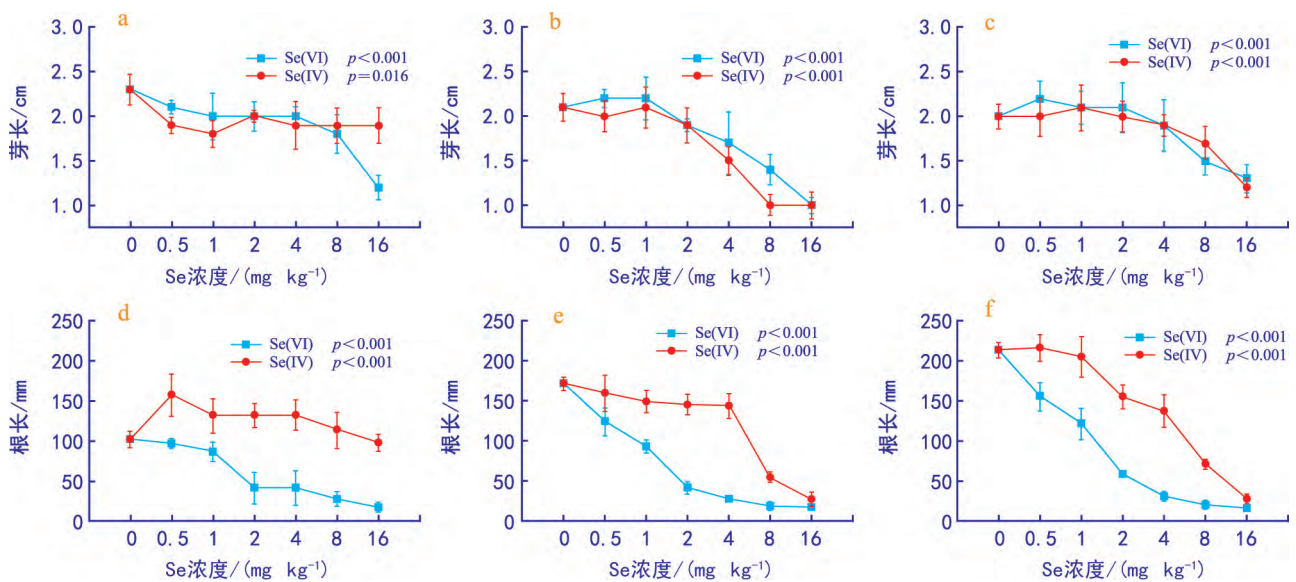 a
3.0
2.5
2.0
1.5
1.0
芽长/cm
Se(VI) p<0.001
Se(IV) p=0.016
0 0.5 1 2 4 8 16
Se浓度/(mg kg⁻¹)
b
3.0
2.5
2.0
1.5
1.0
芽长/cm
Se(VI) p<0.001
Se(IV) p<0.001
0 0.5 1 2 4 8 16
Se浓度/(mg kg⁻¹)
c
3.0
2.5
2.0
1.5
1.0
芽长/cm
Se(VI) p<0.001
Se(IV) p<0.001
0 0.5 1 2 4 8 16
Se浓度/(mg kg⁻¹)
d
250
200
150
100
50
0
根长/mm
Se(VI) p<0.001
Se(IV) p<0.001
0 0.5 1 2 4 8 16
Se浓度/(mg kg⁻¹)
e
250
200
150
100
50
0
根长/mm
Se(VI) p<0.001
Se(IV) p<0.001
0 0.5 1 2 4 8 16
Se浓度/(mg kg⁻¹)
f
250
200
150
100
50
0
根长/mm
Se(VI) p<0.001
Se(IV) p<0.001
0 0.5 1 2 4 8 16
Se浓度/(mg kg⁻¹)